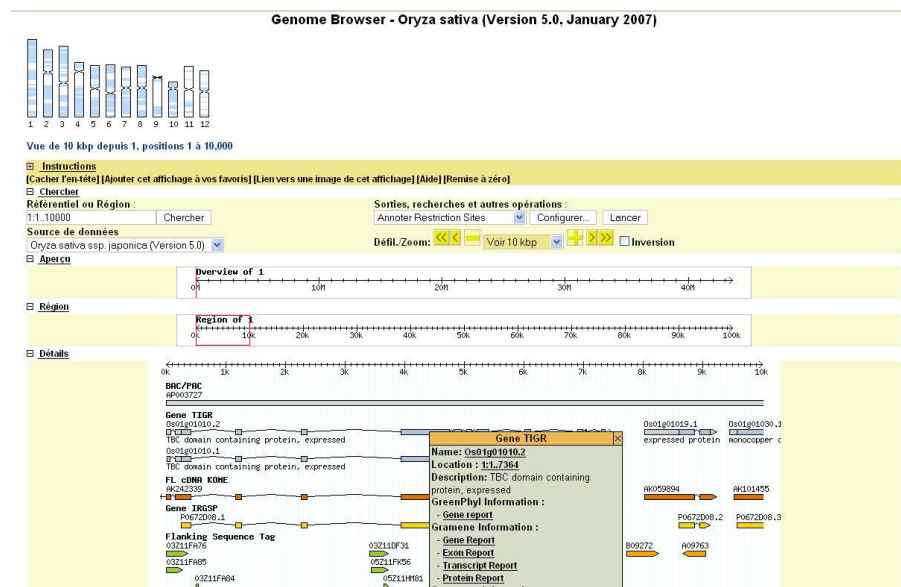 Genome Browser - Oryza sativa (Version 5.0, January 2007)
1 2 3 4 5 6 7 8 9 10 11 12
Vue de 10 kbp depuis 1, positions 1 à 10,000
Instructions
[Cacher l'en-tête] [Ajouter cet affichage à vos favoris] [Lien vers une image de cet affichage] [Aide] [Remise à zéro]
Chercher
Référentiel ou Région :
1:1..10000 Chercher
Source de données
Oryza sativa ssp. japonica (Version 5.0)
Sorties, recherches et autres opérations :
Annoter Restriction Sites Configurer... Lancer
Défil./Zoom: Voir 10 kbp Inversion
Aperçu
Overview of 1
0M 10M 20M 30M 40M
Région
Region of 1
0k 10k 20k 30k 40k 50k 60k 70k 80k 90k 100k
Détails
0k 1k 2k 3k 4k 5k 6k 7k 8k 9k 10k
BAC/PAC
AP003727
Gene TIGR
Os01g01010.2 Os01g01019.1 Os01g01030.1
TBC domain containing protein, expressed expressed protein monocopper
Os01g01010.1
TBC domain containing protein, expressed
FL cDNA KOME
AK242339 AK059894 AK101455
Gene IRGSP
P0672D08.1 P0672D08.2 P0672D08.3
Flanking Sequence Tag
03Z11FA76 03Z11DF31 B09272 A09763
03Z11FA85 05Z11FK56
03Z11FA84 05Z11HM81
Gene TIGR
Name: Os01g01010.2
Location : 1:1..7364
Description: TBC domain containing
protein, expressed
GreenPhyl Information :
- Gene report
Gramene Information :
- Gene Report
- Exon Report
- Transcript Report
- Protein Report